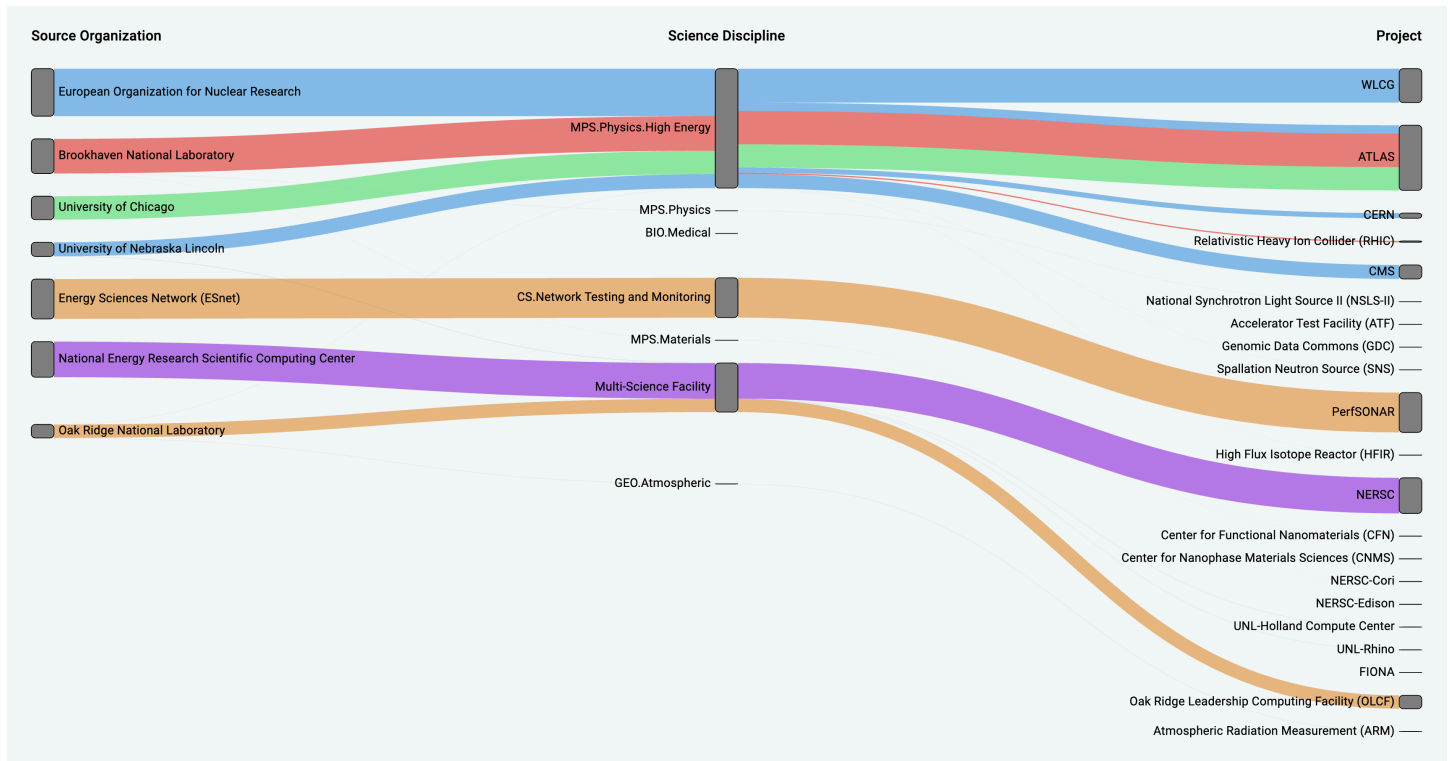 Source Organization
Science Discipline
Project
European Organization for Nuclear Research
Brookhaven National Laboratory
University of Chicago
University of Nebraska Lincoln
Energy Sciences Network (ESnet)
National Energy Research Scientific Computing Center
Oak Ridge National Laboratory
MPS.Physics.High Energy
MPS.Physics
BIO.Medical
CS.Network Testing and Monitoring
MPS.Materials
Multi-Science Facility
GEO.Atmospheric
WLCG
ATLAS
CERN
Relativistic Heavy Ion Collider (RHIC)
CMS
National Synchrotron Light Source II (NSLS-II)
Accelerator Test Facility (ATF)
Genomic Data Commons (GDC)
Spallation Neutron Source (SNS)
PerfSONAR
High Flux Isotope Reactor (HFIR)
NERSC
Center for Functional Nanomaterials (CFN)
Center for Nanophase Materials Sciences (CNMS)
NERSC-Cori
NERSC-Edison
UNL-Holland Compute Center
UNL-Rhino
FIONA
Oak Ridge Leadership Computing Facility (OLCF)
Atmospheric Radiation Measurement (ARM)